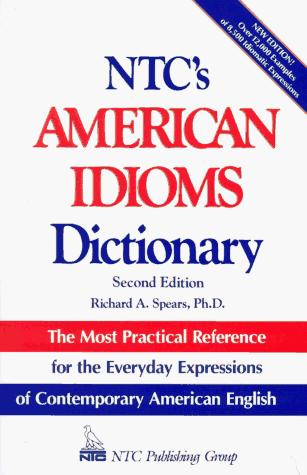 NEW EDITION!
Over 12,000 Examples
of 8,500 Idiomatic Expressions
NTC's
AMERICAN
IDIOMS
Dictionary
Second Edition
Richard A. Spears, Ph.D.
The Most Practical Reference
for the Everyday Expressions
of Contemporary American English
NTC
NTC Publishing Group